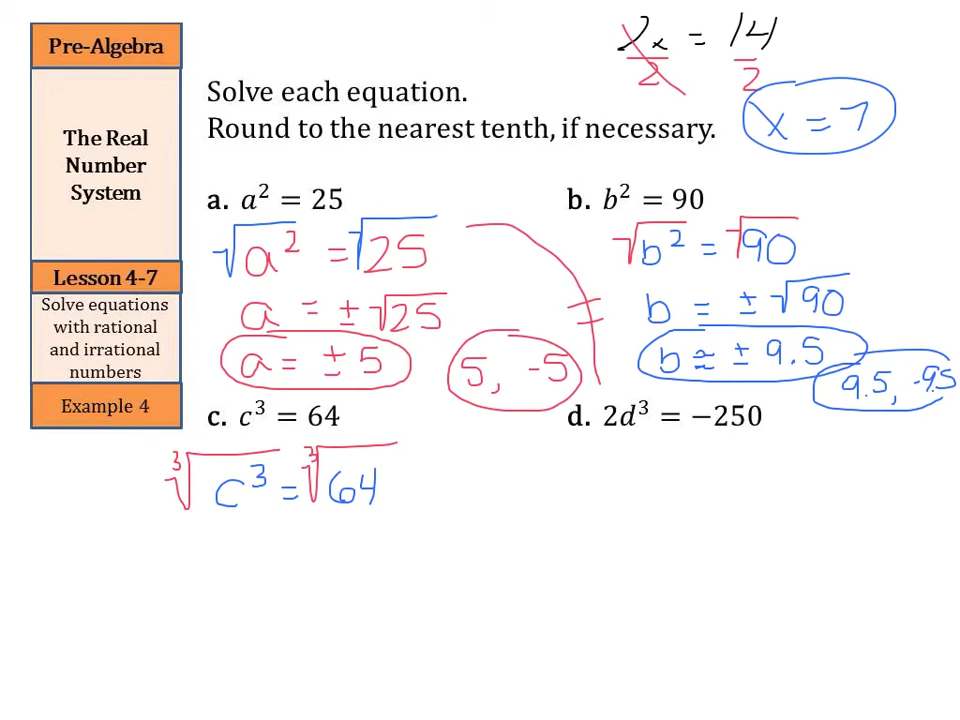 Pre-Algebra
The Real
Number
System
Lesson 4-7
Solve equations
with rational
and irrational
numbers
Example 4
2x = 14
2 2
x = 7
Solve each equation.
Round to the nearest tenth, if necessary.
a. a² = 25
√a² = √25
a = ±√25
a = ± 5
5, -5
b. b² = 90
√b² = √90
b = ±√90
b ≈ ± 9.5
9.5, -9.5
c. c³ = 64
∛c³ = ∛64
d. 2d³ = −250